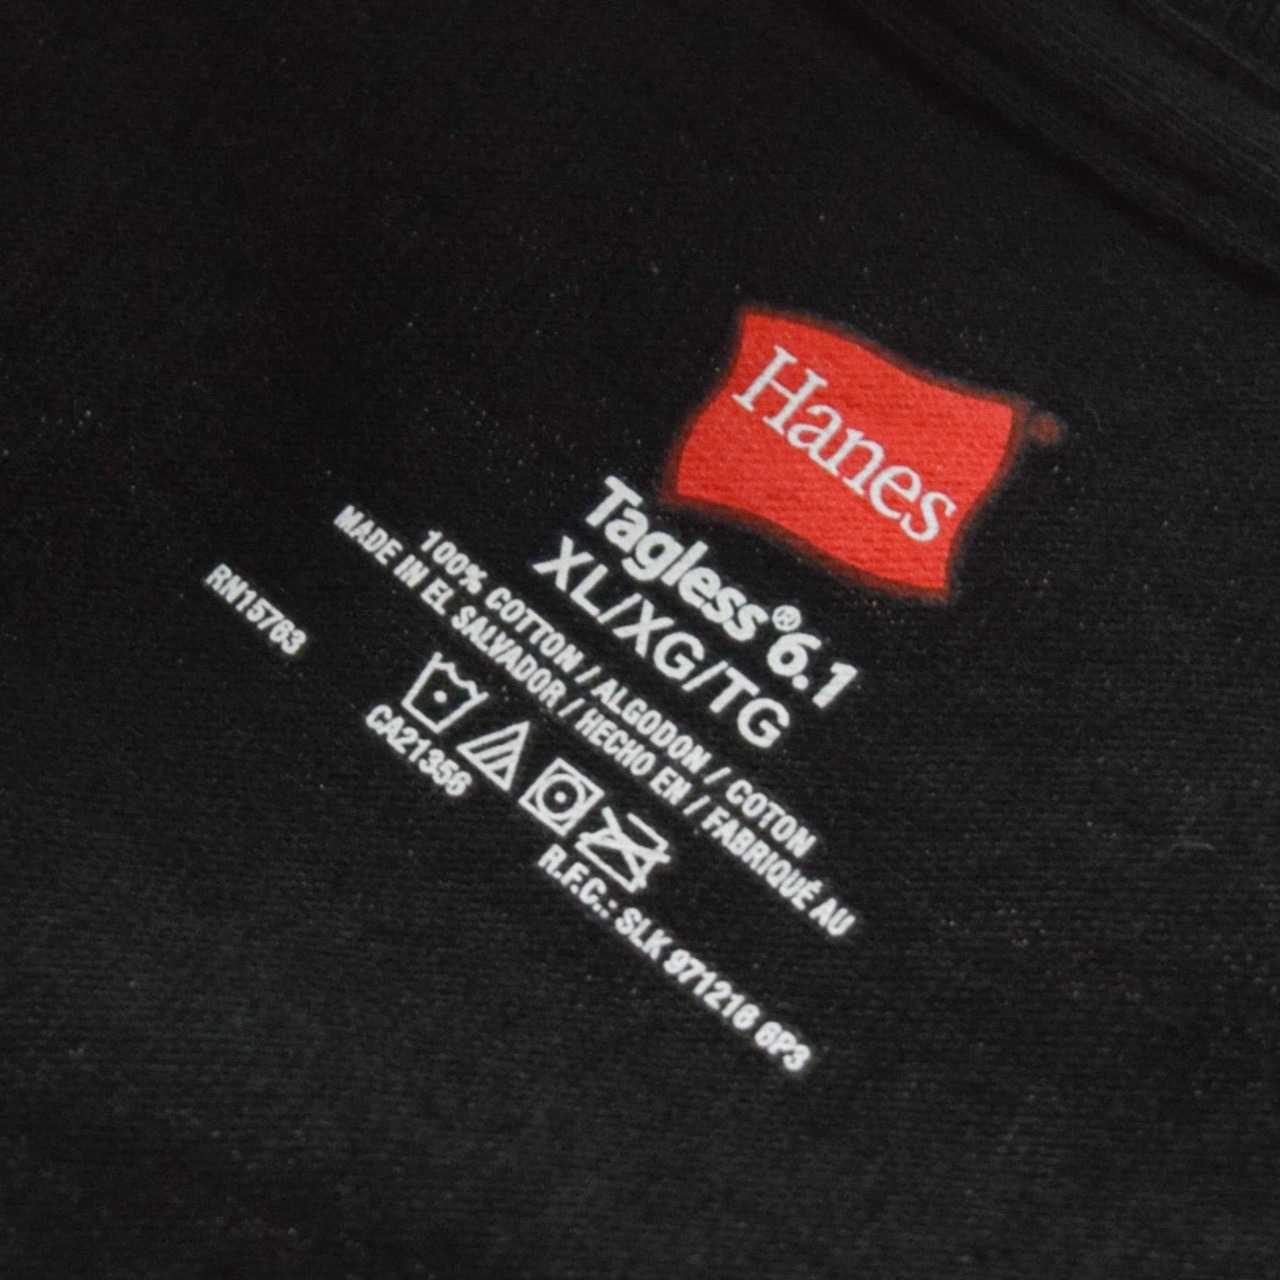 Hanes
Tagless® 6.1
XL/XG/TG
100% COTTON / ALGODON / COTON
MADE IN EL SALVADOR / HECHO EN / FABRIQUÉ AU
RN15763
CA21356
R.F.C.: SLK 971216 6P3